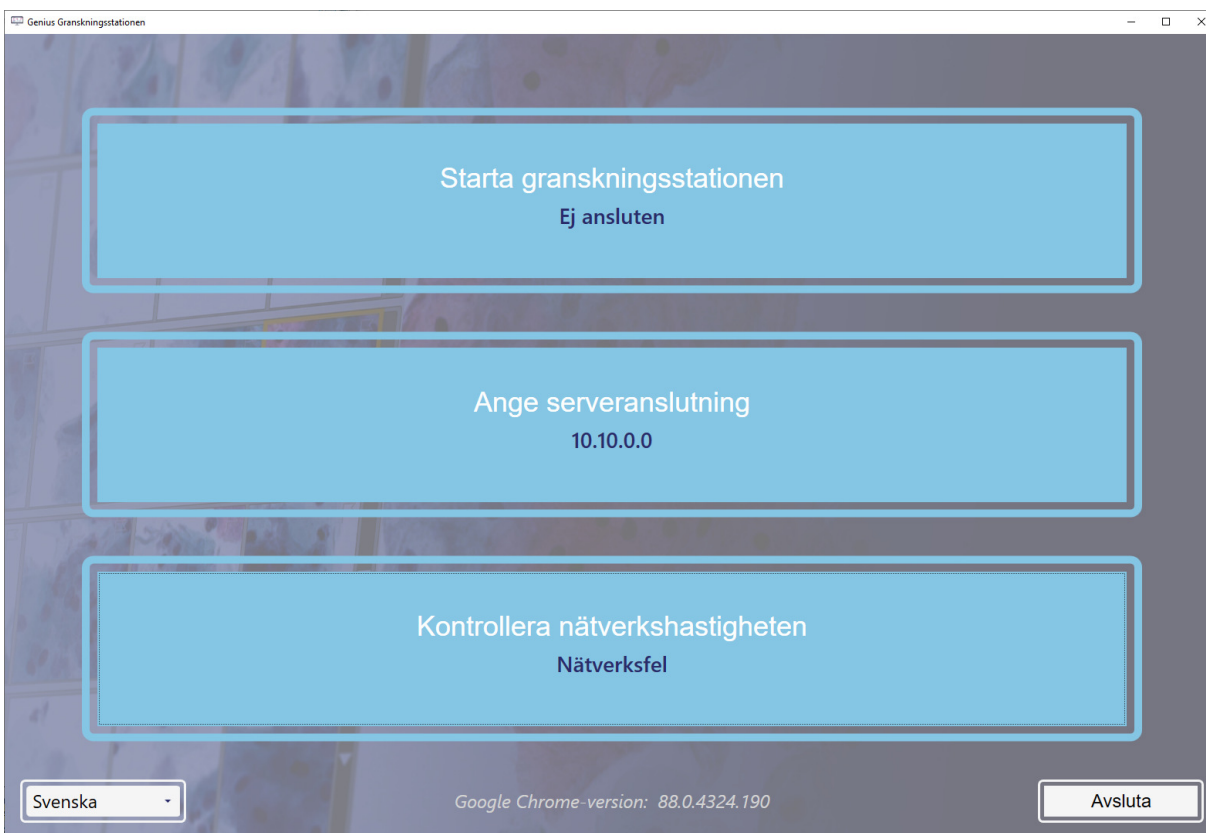 Genius Granskningsstationen
Starta granskningsstationen
Ej ansluten
Ange serveranslutning
10.10.0.0
Kontrollera nätverkshastigheten
Nätverksfel
Svenska
Google Chrome-version: 88.0.4324.190
Avsluta